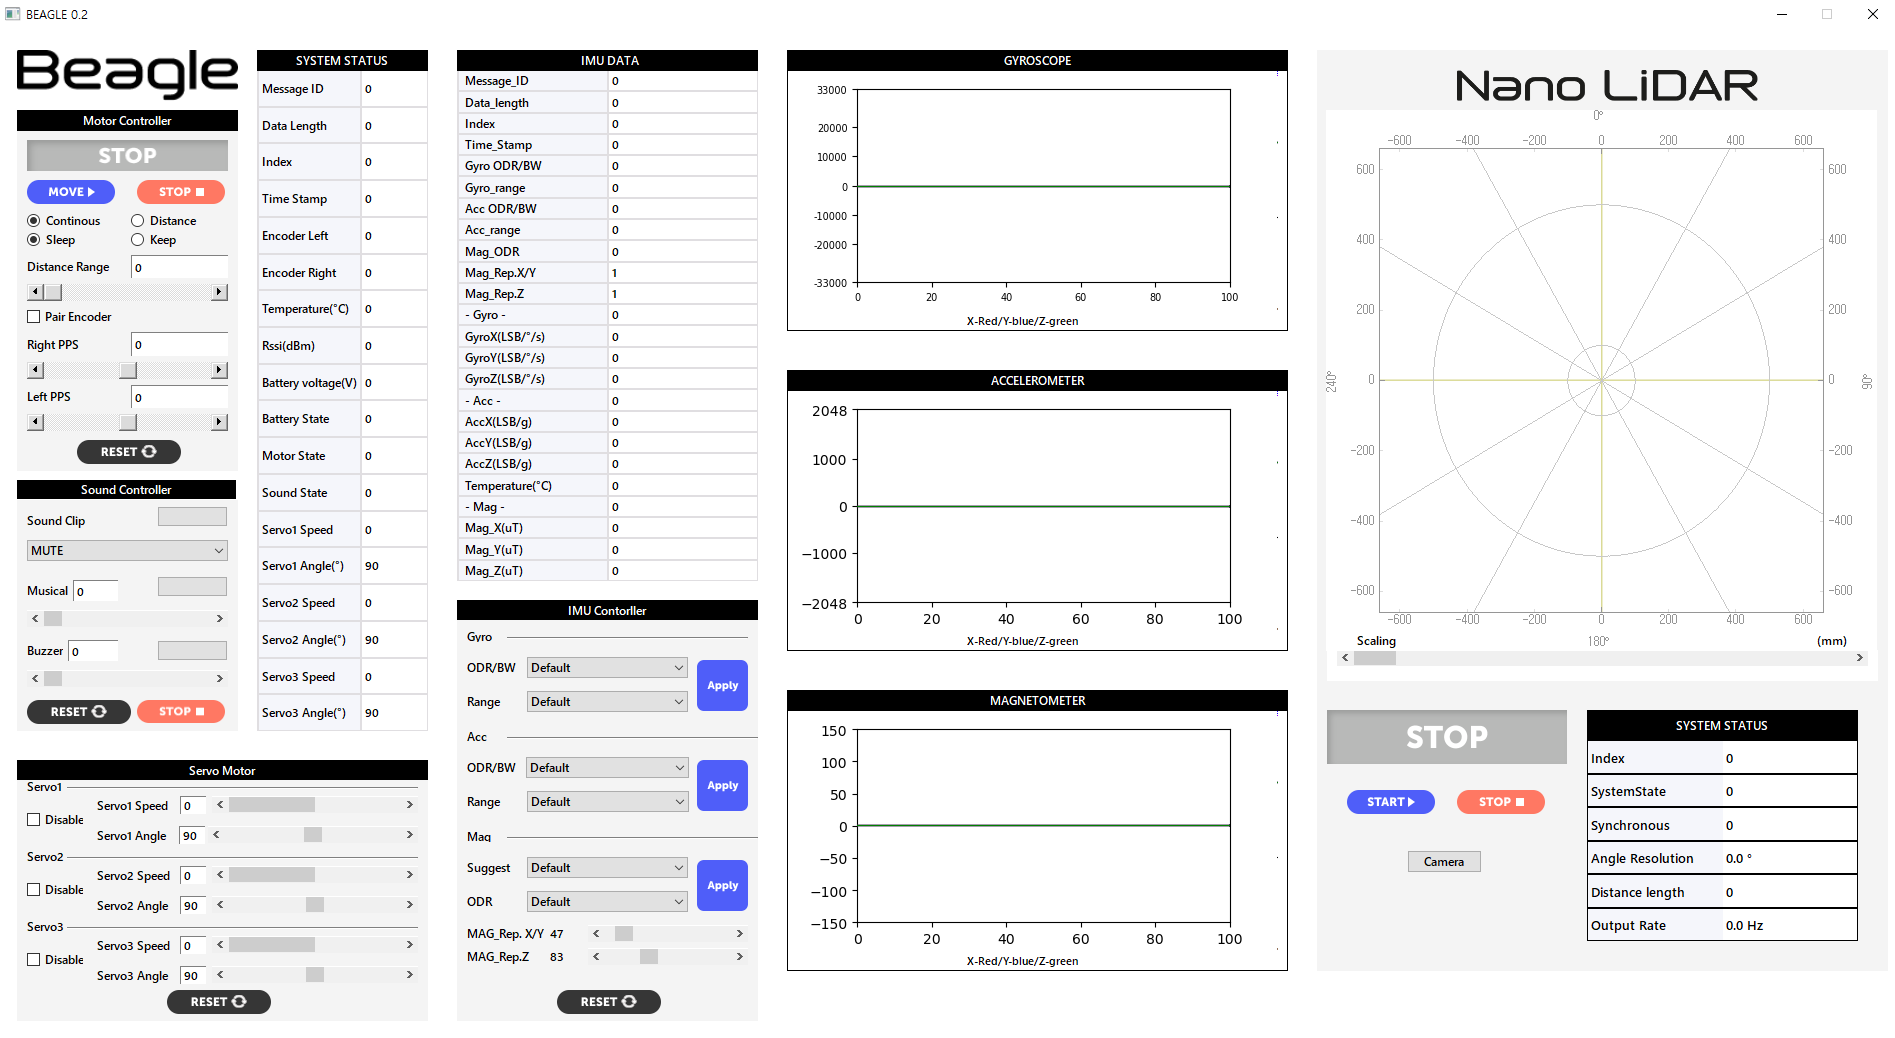 BEAGLE 0.2
Beagle
Motor Controller
STOP
MOVE
STOP
Continous
Distance
Sleep
Keep
Distance Range
0
Pair Encoder
Right PPS
0
Left PPS
0
RESET
Sound Controller
Sound Clip
MUTE
Musical
0
Buzzer
0
RESET
STOP
SYSTEM STATUS
Message ID 0
Data Length 0
Index 0
Time Stamp 0
Encoder Left 0
Encoder Right 0
Temperature(°C) 0
Rssi(dBm) 0
Battery voltage(V) 0
Battery State 0
Motor State 0
Sound State 0
Servo1 Speed 0
Servo1 Angle(°) 90
Servo2 Speed 0
Servo2 Angle(°) 90
Servo3 Speed 0
Servo3 Angle(°) 90
Servo Motor
Servo1
Disable
Servo1 Speed 0
Servo1 Angle 90
Servo2
Disable
Servo2 Speed 0
Servo2 Angle 90
Servo3
Disable
Servo3 Speed 0
Servo3 Angle 90
RESET
IMU DATA
Message_ID 0
Data_length 0
Index 0
Time_Stamp 0
Gyro ODR/BW 0
Gyro_range 0
Acc ODR/BW 0
Acc_range 0
Mag_ODR 0
Mag_Rep.X/Y 1
Mag_Rep.Z 1
- Gyro - 0
GyroX(LSB/°/s) 0
GyroY(LSB/°/s) 0
GyroZ(LSB/°/s) 0
- Acc - 0
AccX(LSB/g) 0
AccY(LSB/g) 0
AccZ(LSB/g) 0
Temperature(°C) 0
- Mag - 0
Mag_X(uT) 0
Mag_Y(uT) 0
Mag_Z(uT) 0
IMU Contorller
Gyro
ODR/BW Default
Range Default
Apply
Acc
ODR/BW Default
Range Default
Apply
Mag
Suggest Default
ODR Default
Apply
MAG_Rep. X/Y 47
MAG_Rep.Z 83
RESET
GYROSCOPE
33000
20000
10000
0
-10000
-20000
-33000
0 20 40 60 80 100
X-Red/Y-blue/Z-green
ACCELEROMETER
2048
1000
0
−1000
−2048
0 20 40 60 80 100
X-Red/Y-blue/Z-green
MAGNETOMETER
150
100
50
0
−50
−100
−150
0 20 40 60 80 100
X-Red/Y-blue/Z-green
Nano LiDAR
0°
−600 −400 −200 0 200 400 600
600 600
400 400
200 200
240° 0 0 90°
−200 −200
−400 −400
−600 −600
−600 −400 −200 0 200 400 600
Scaling 180° (mm)
STOP
START
STOP
Camera
SYSTEM STATUS
Index 0
SystemState 0
Synchronous 0
Angle Resolution 0.0 °
Distance length 0
Output Rate 0.0 Hz